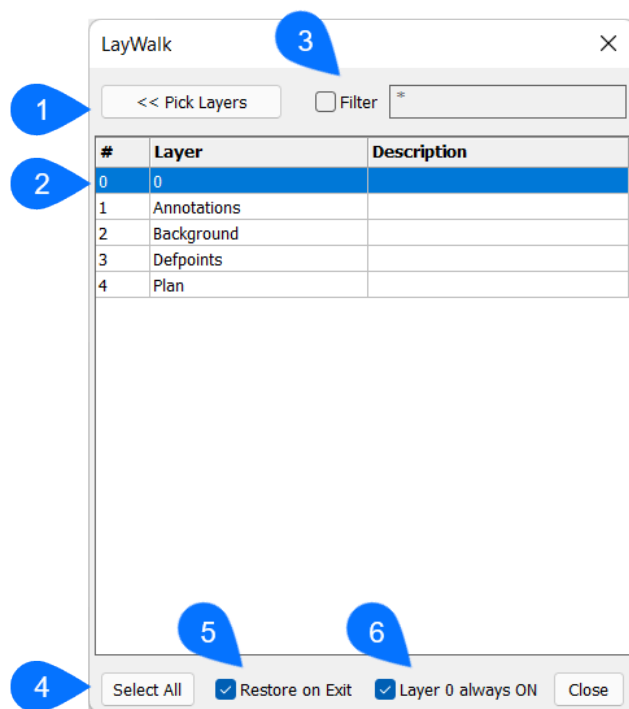 3
LayWalk
1
<< Pick Layers Filter *
# Layer Description
2
0 0
1 Annotations
2 Background
3 Defpoints
4 Plan
5 6
4
Select All Restore on Exit Layer 0 always ON Close